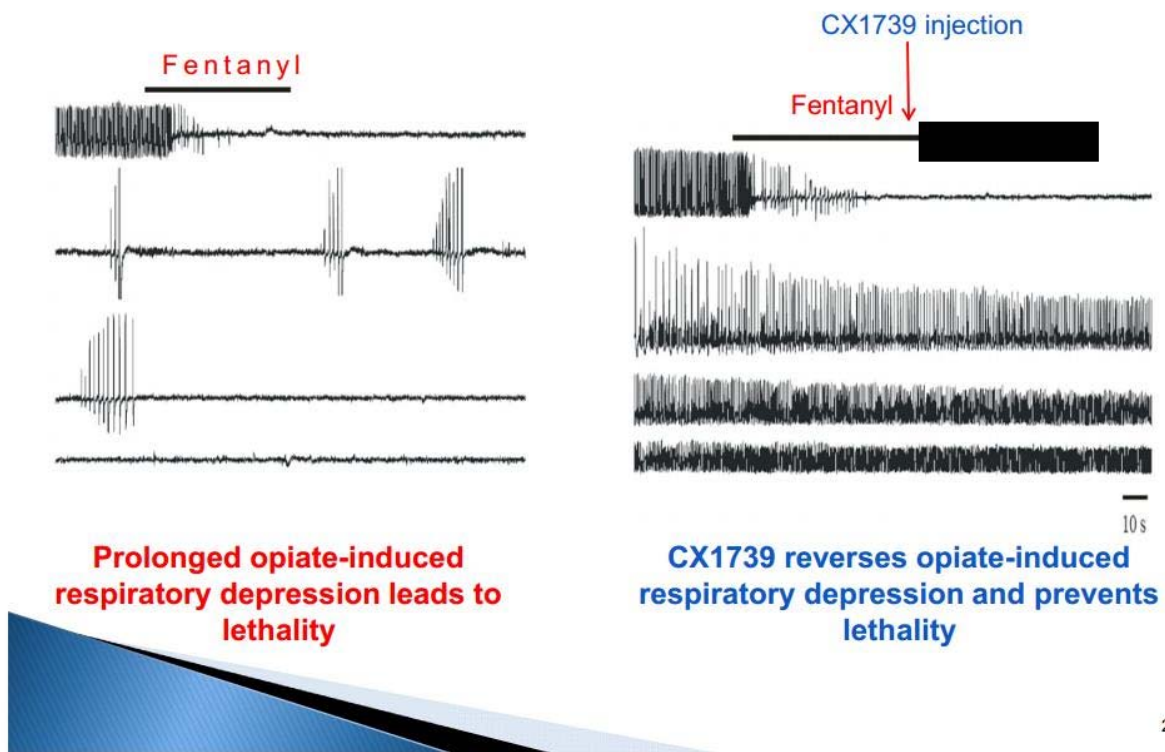 Fentanyl
CX1739 injection
Fentanyl
10 s
Prolonged opiate-induced
respiratory depression leads to
lethality
CX1739 reverses opiate-induced
respiratory depression and prevents
lethality